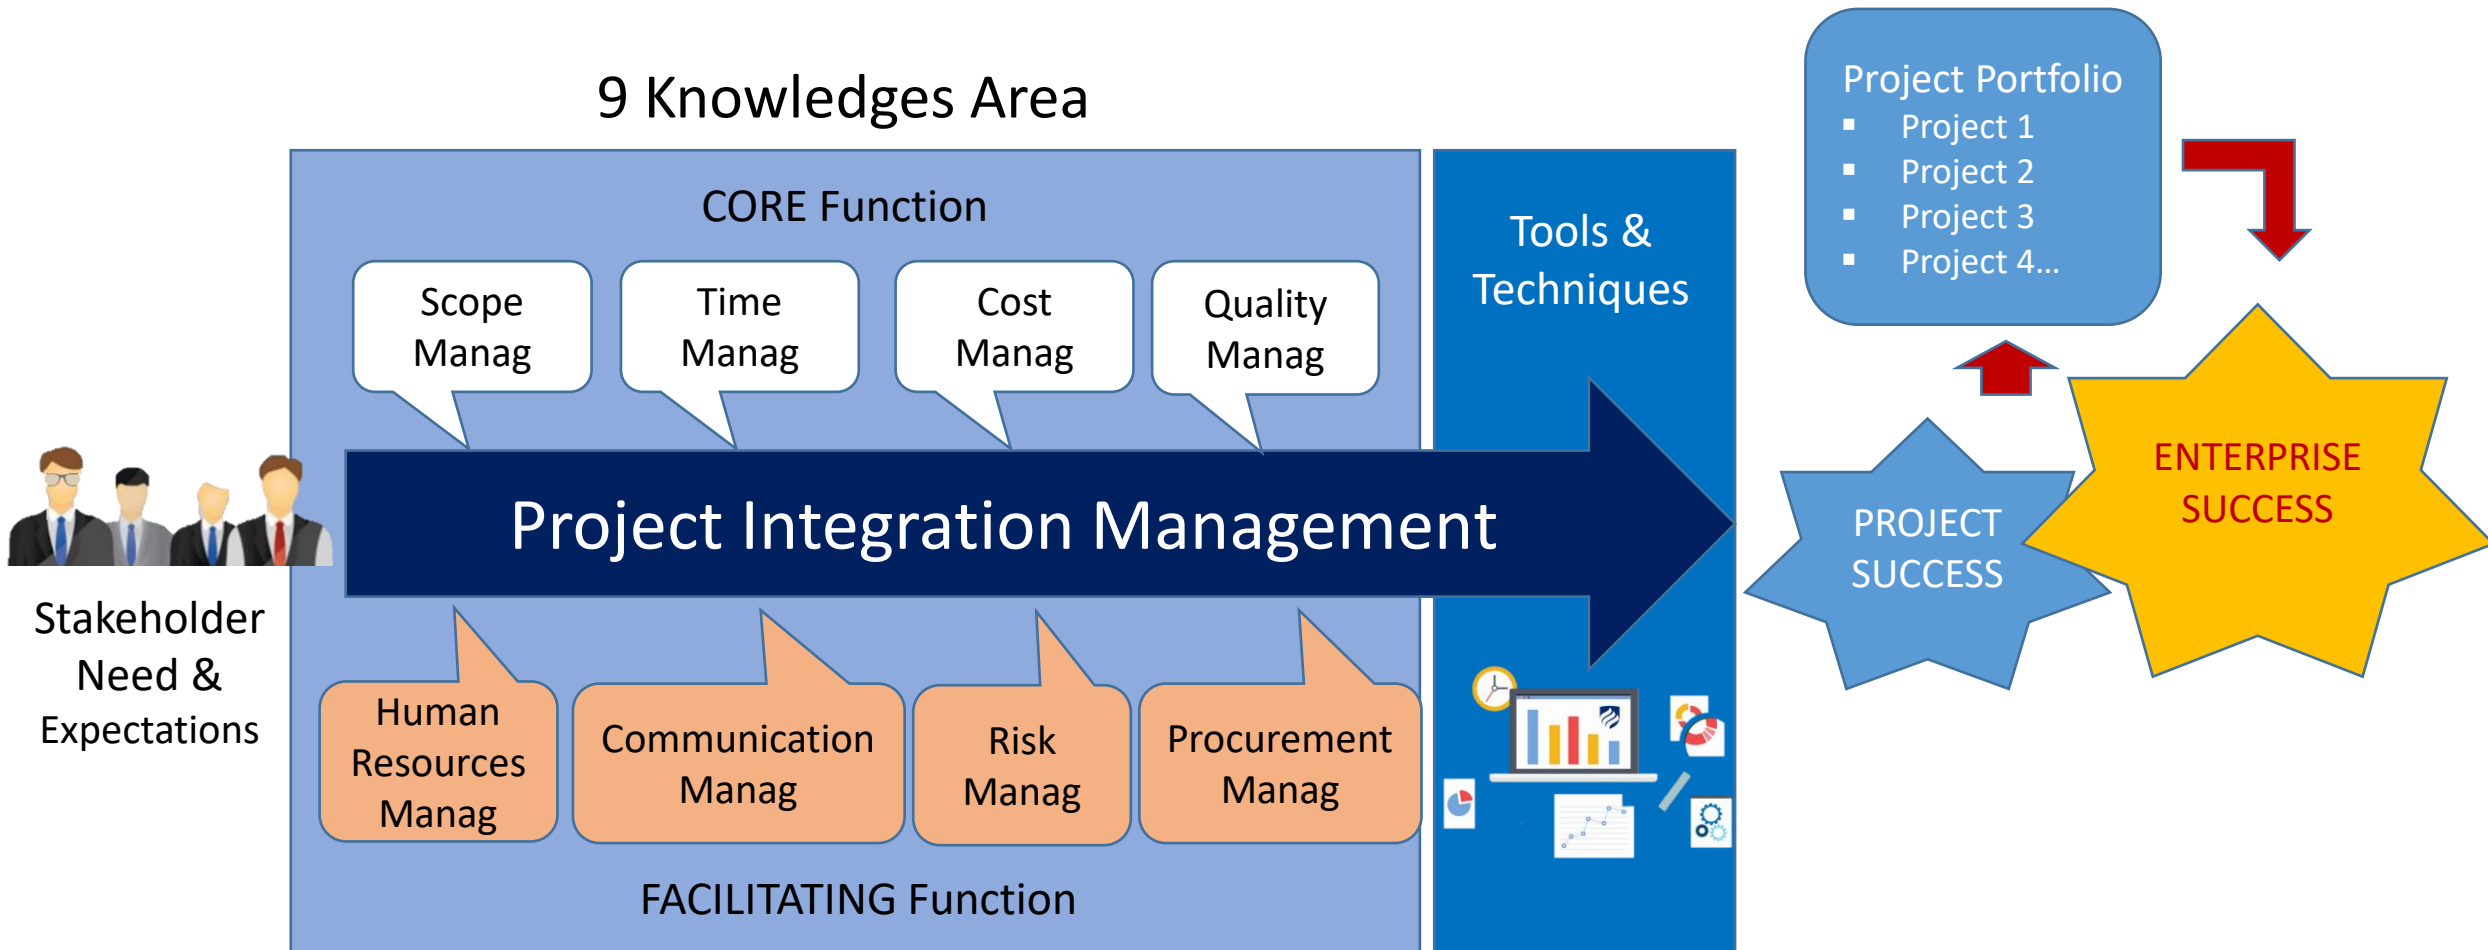 9 Knowledges Area
CORE Function
Scope
Manag
Time
Manag
Cost
Manag
Quality
Manag
Project Integration Management
Stakeholder
Need &
Expectations
Human
Resources
Manag
Communication
Manag
Risk
Manag
Procurement
Manag
FACILITATING Function
Tools &
Techniques
Project Portfolio
▪ Project 1
▪ Project 2
▪ Project 3
▪ Project 4...
PROJECT
SUCCESS
ENTERPRISE
SUCCESS